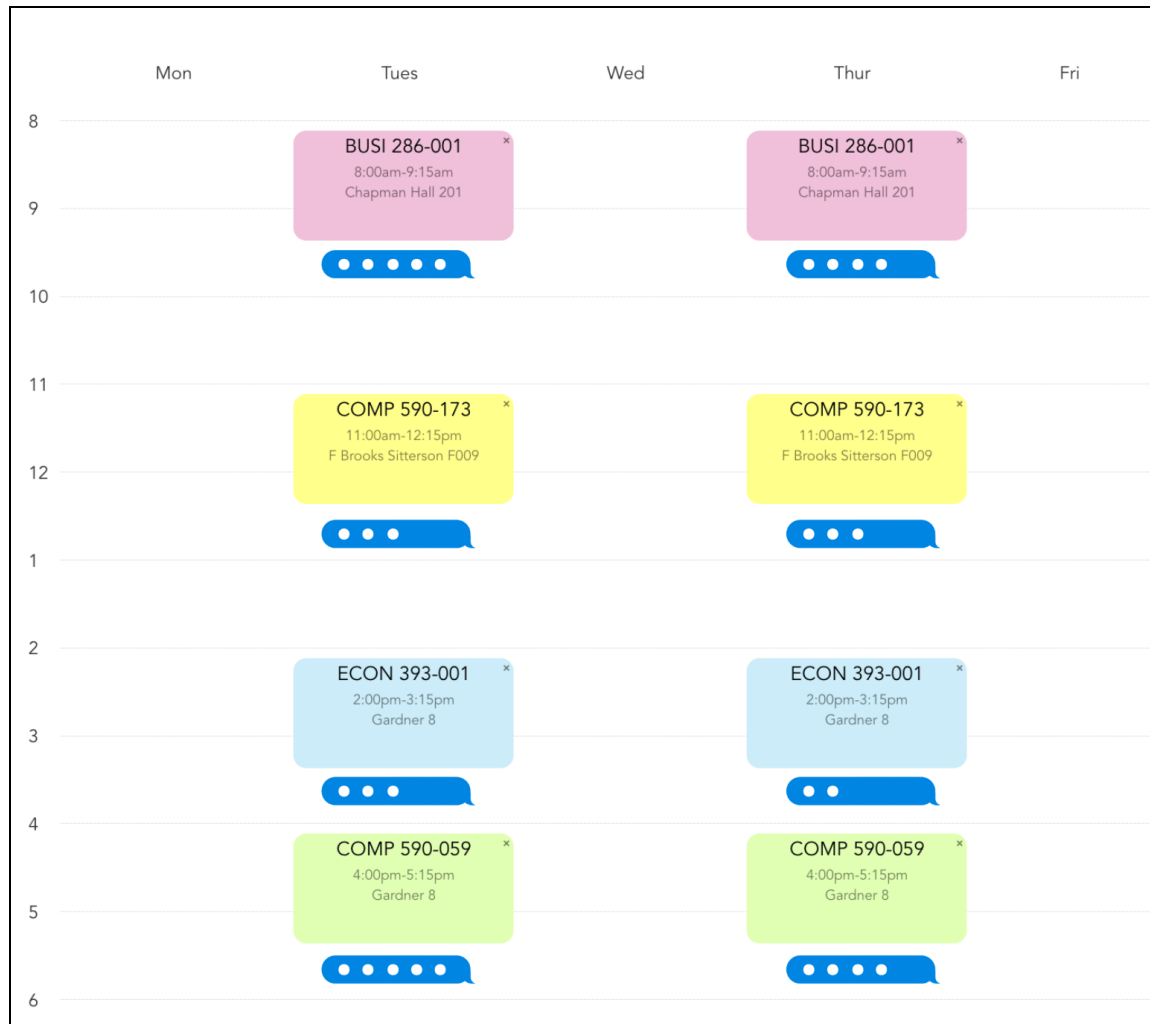 Mon Tues Wed Thur Fri
8
BUSI 286-001 × BUSI 286-001 ×
8:00am-9:15am 8:00am-9:15am
Chapman Hall 201 Chapman Hall 201
9
10
11
COMP 590-173 × COMP 590-173 ×
11:00am-12:15pm 11:00am-12:15pm
F Brooks Sitterson F009 F Brooks Sitterson F009
12
1
2
ECON 393-001 × ECON 393-001 ×
2:00pm-3:15pm 2:00pm-3:15pm
Gardner 8 Gardner 8
3
4
COMP 590-059 × COMP 590-059 ×
4:00pm-5:15pm 4:00pm-5:15pm
Gardner 8 Gardner 8
5
6